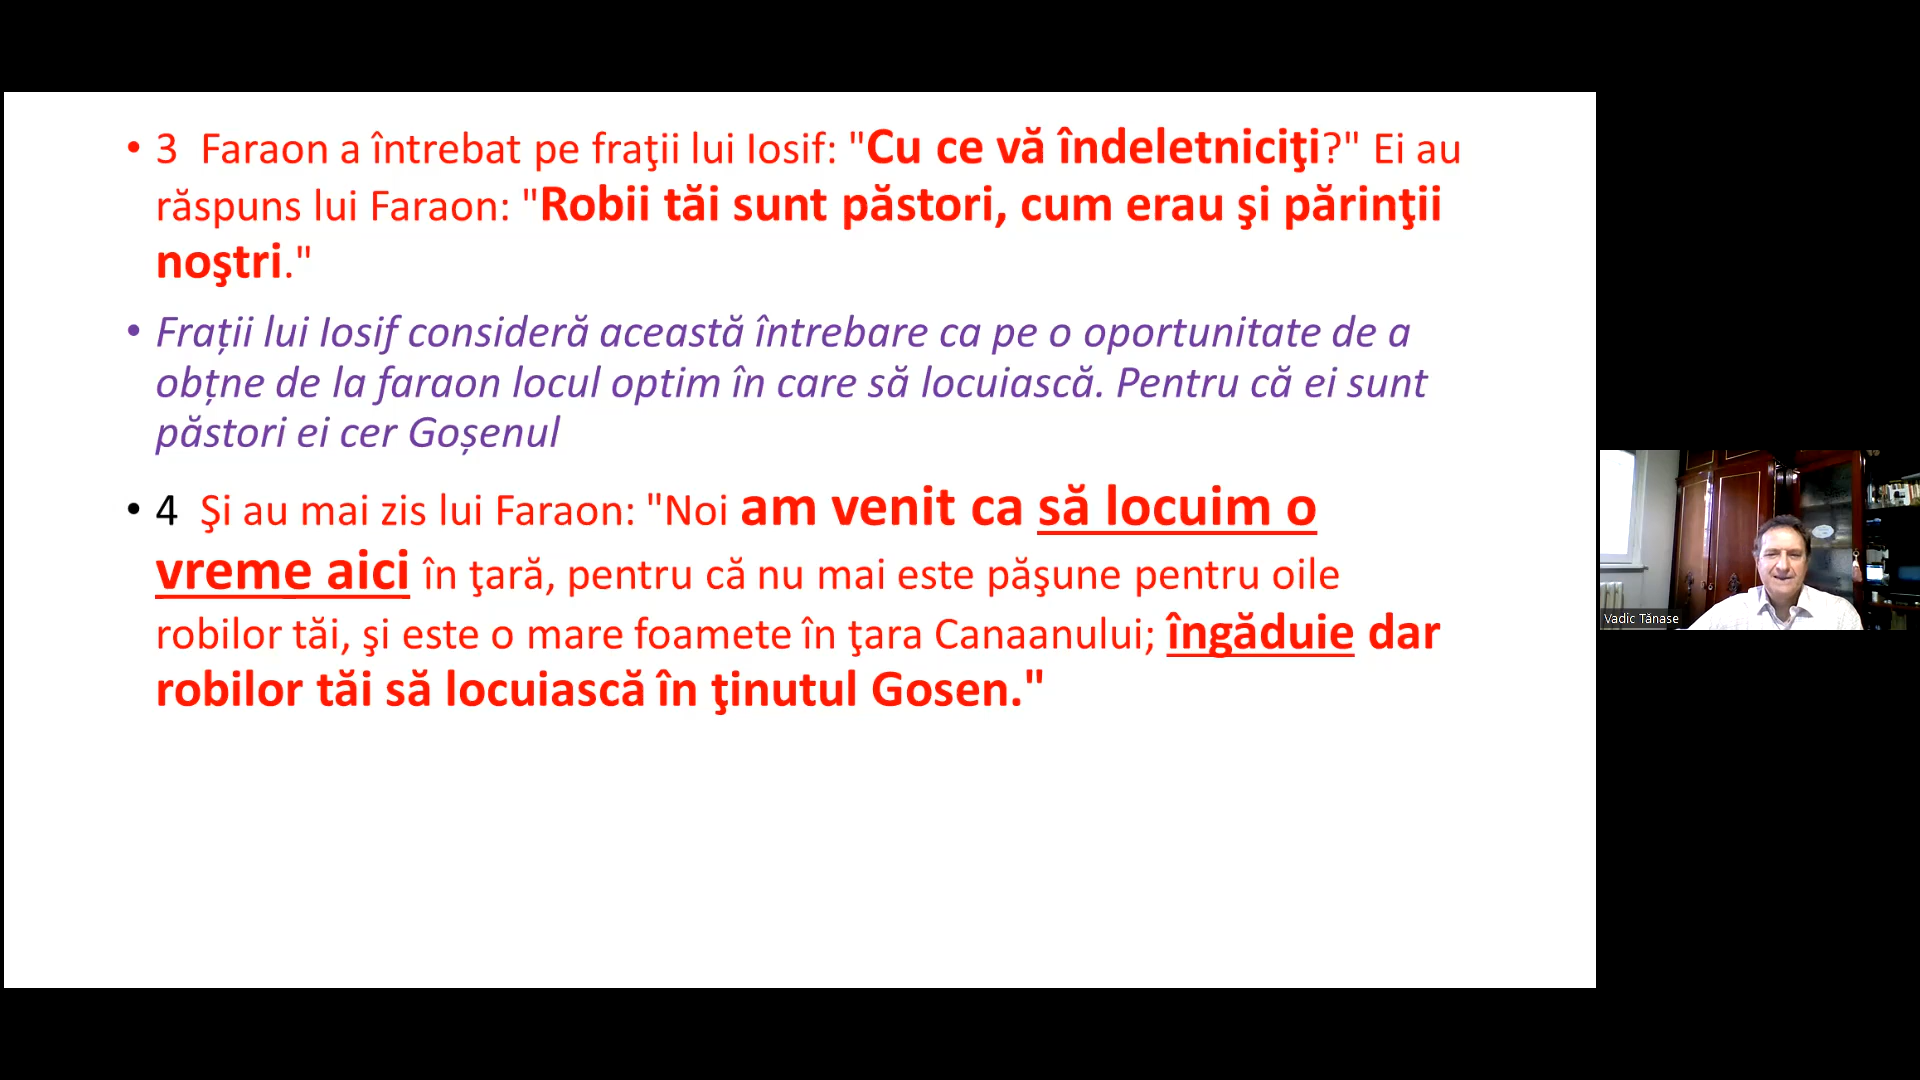 • 3 Faraon a întrebat pe fraţii lui Iosif: "Cu ce vă îndeletniciţi?" Ei au
răspuns lui Faraon: "Robii tăi sunt păstori, cum erau şi părinţii
noştri."
• Frații lui Iosif consideră această întrebare ca pe o oportunitate de a
obțne de la faraon locul optim în care să locuiască. Pentru că ei sunt
păstori ei cer Goșenul
• 4 Şi au mai zis lui Faraon: "Noi am venit ca să locuim o
vreme aici în ţară, pentru că nu mai este păşune pentru oile
robilor tăi, şi este o mare foamete în ţara Canaanului; îngăduie dar
robilor tăi să locuiască în ţinutul Gosen."
Vadic Tănase